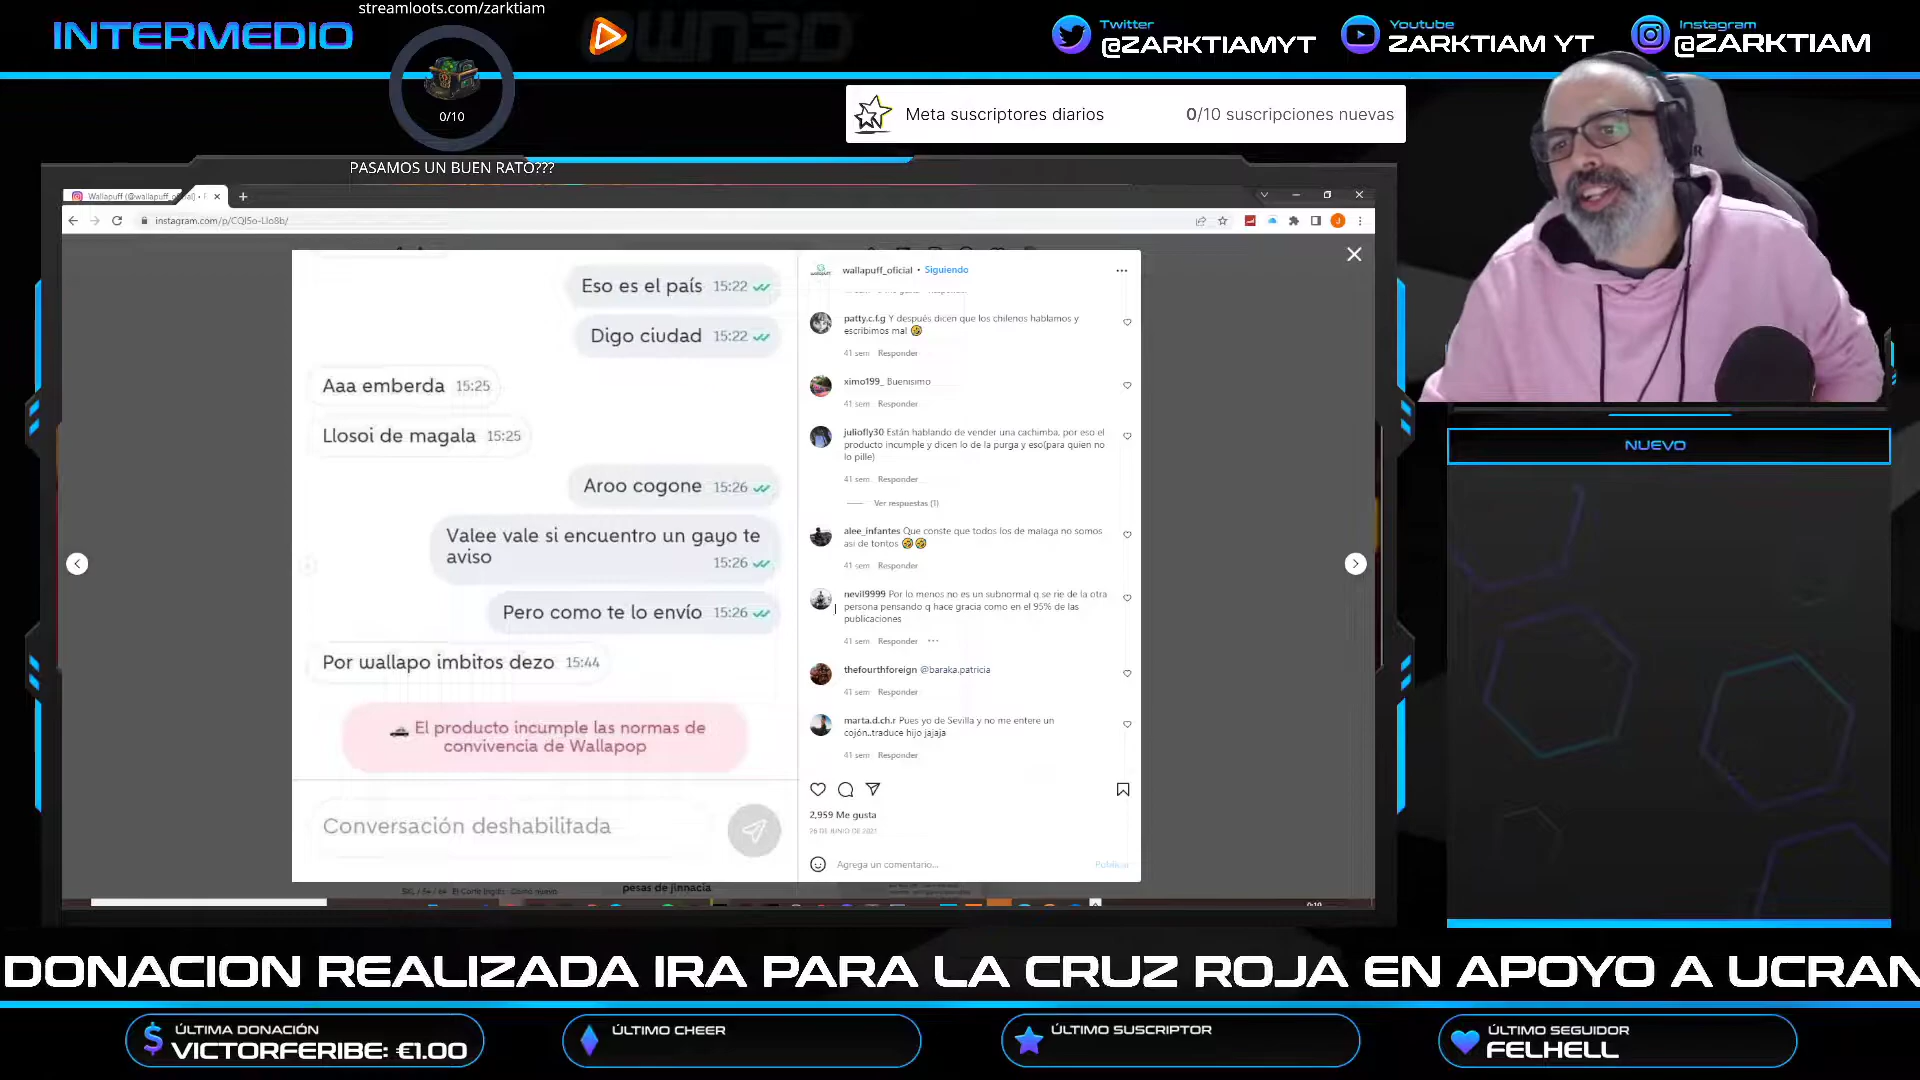 streamloots.com/zarktiam
INTERMEDIO
0/10
Twitter
@ZARKTIAMYT
Youtube
ZARKTIAM YT
Instagram
@ZARKTIAM
Meta suscriptores diarios
0/10 suscripciones nuevas
PASAMOS UN BUEN RATO???
instagram.com/p/CQJ5o-Llo8b/
Eso es el país 15:22
Digo ciudad 15:22
Aaa emberda 15:25
Llosoi de magala 15:25
Aroo cogone 15:26
Valee vale si encuentro un gayo te
aviso
15:26
Pero como te lo envío 15:26
Por wallapo imbitos dezo 15:44
El producto incumple las normas de
convivencia de Wallapop
Conversación deshabilitada
wallapuff_oficial • Siguiendo
patty.c.f.g Y después dicen que los chilenos hablamos y
escribimos mal 🤣
41 sem Responder
ximo199_ Buenisimo
41 sem Responder
juliofly30 Están hablando de vender una cachimba, por eso el
producto incumple y dicen lo de la purga y eso(para quien no
lo pille)
41 sem Responder
Ver respuestas (1)
alee_infantes Que conste que todos los de malaga no somos
asi de tontos 🤣🤣
41 sem Responder
nevil9999 Por lo menos no es un subnormal q se rie de la otra
persona pensando q hace gracia como en el 95% de las
publicaciones
41 sem Responder
thefourthforeign @baraka.patricia
41 sem Responder
marta.d.ch.r Pues yo de Sevilla y no me entere un
cojón..traduce hijo jajaja
41 sem Responder
2,959 Me gusta
26 DE JUNIO DE 2021
Agrega un comentario...
Publicar
pesas de jinnacia
NUEVO
DONACION REALIZADA IRA PARA LA CRUZ ROJA EN APOYO A UCRAN
ÚLTIMA DONACIÓN
VICTORFERIBE: €1.00
ÚLTIMO CHEER
ÚLTIMO SUSCRIPTOR
ÚLTIMO SEGUIDOR
FELHELL